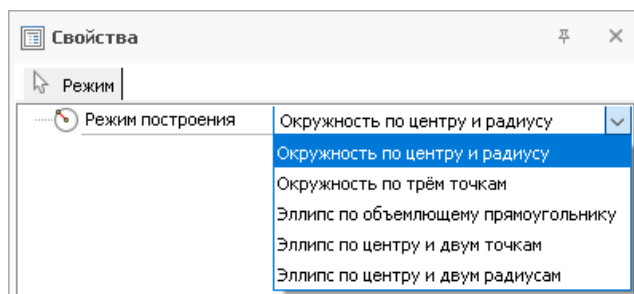 Свойства
Режим
Режим построения
Окружность по центру и радиусу
Окружность по центру и радиусу
Окружность по трём точкам
Эллипс по объемлющему прямоугольнику
Эллипс по центру и двум точкам
Эллипс по центру и двум радиусам